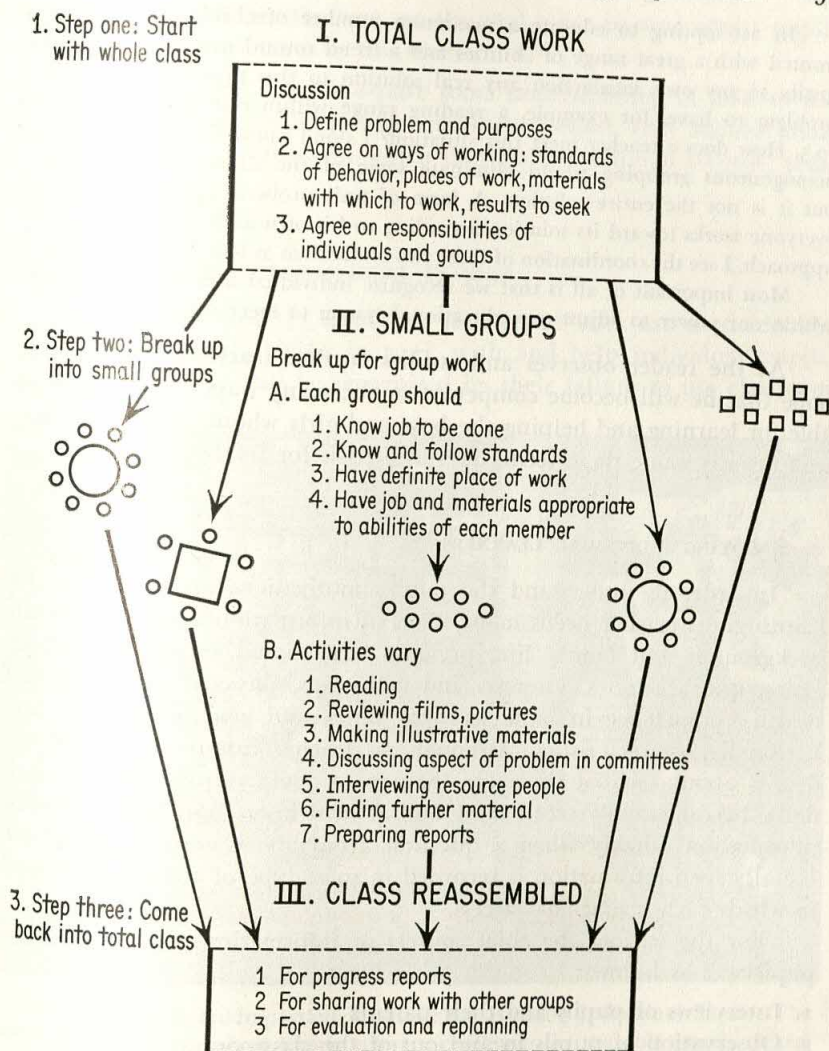 1. Step one: Start
with whole class
I. TOTAL CLASS WORK
Discussion
1. Define problem and purposes
2. Agree on ways of working: standards
of behavior, places of work, materials
with which to work, results to seek
3. Agree on responsibilities of
individuals and groups
2. Step two: Break up
into small groups
II. SMALL GROUPS
Break up for group work
A. Each group should
1. Know job to be done
2. Know and follow standards
3. Have definite place of work
4. Have job and materials appropriate
to abilities of each member
B. Activities vary
1. Reading
2. Reviewing films, pictures
3. Making illustrative materials
4. Discussing aspect of problem in committees
5. Interviewing resource people
6. Finding further material
7. Preparing reports
3. Step three: Come
back into total class
III. CLASS REASSEMBLED
1 For progress reports
2 For sharing work with other groups
3 For evaluation and replanning